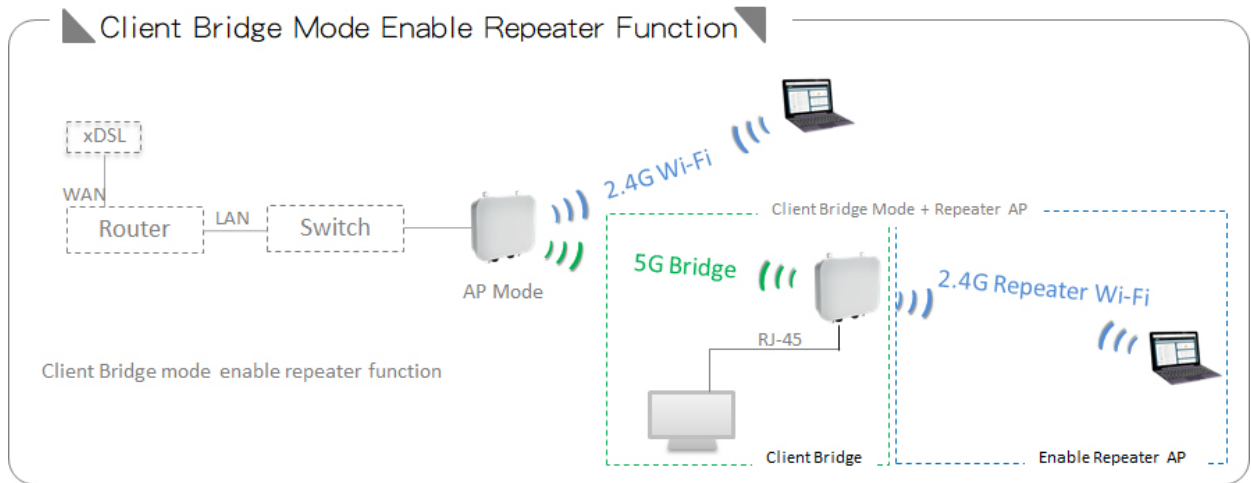 Client Bridge Mode Enable Repeater Function
xDSL
WAN
Router
LAN
Switch
AP Mode
2.4G Wi-Fi
Client Bridge Mode + Repeater AP
5G Bridge
2.4G Repeater Wi-Fi
RJ-45
Client Bridge mode enable repeater function
Client Bridge
Enable Repeater AP